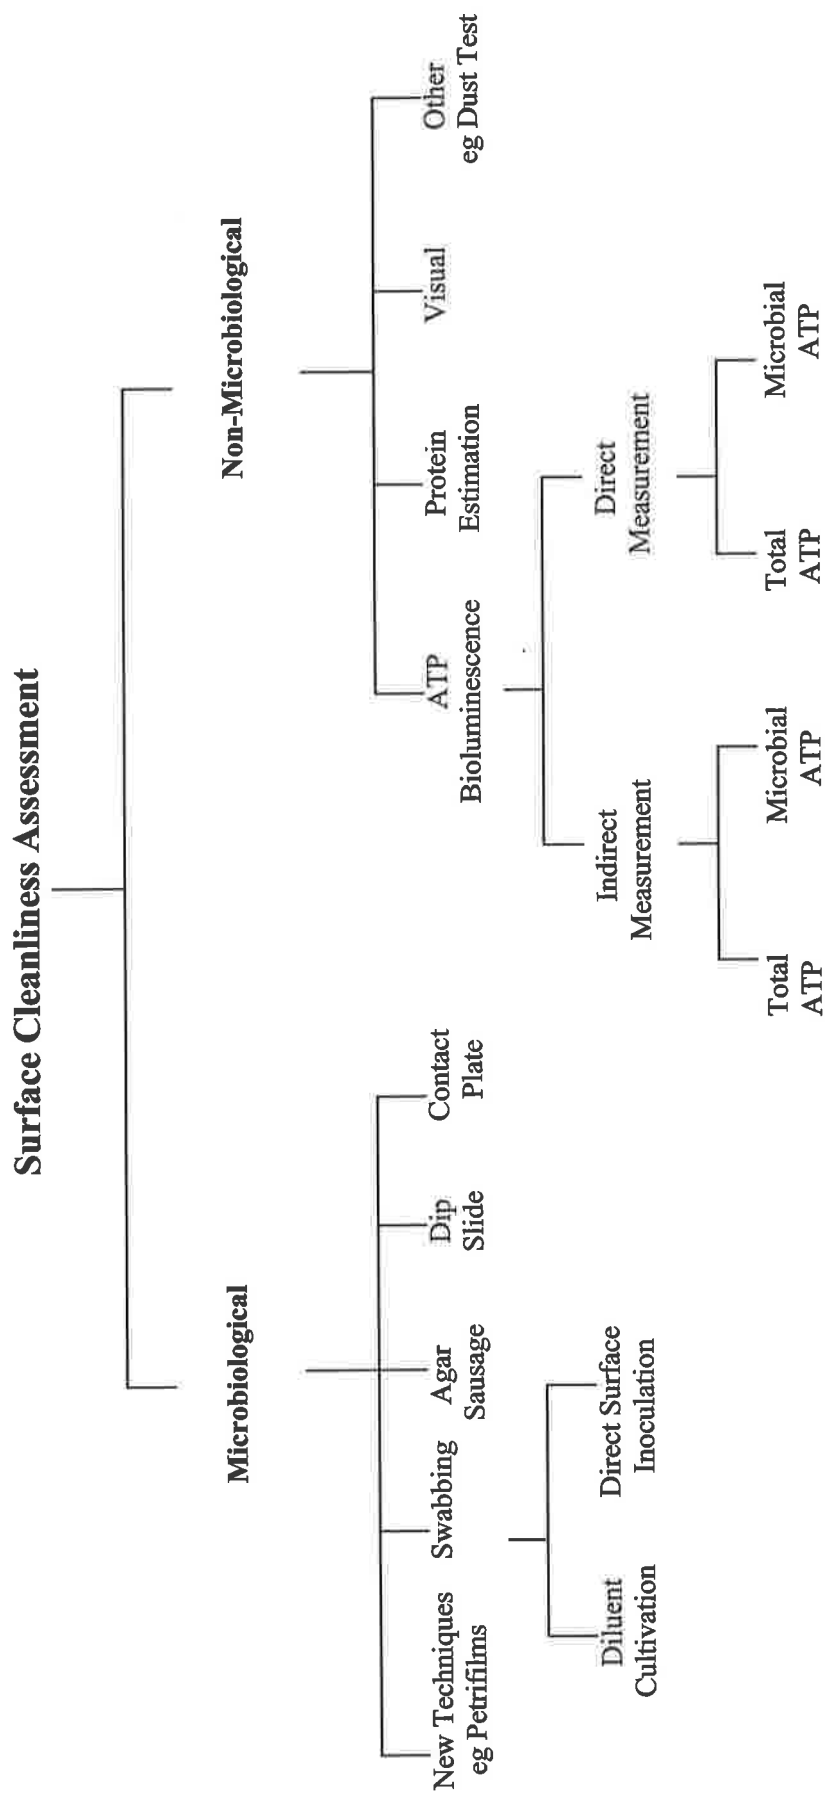 Surface Cleanliness Assessment
Microbiological
Non-Microbiological
New Techniques
eg Petrifilms
Swabbing
Agar
Sausage
Dip
Slide
Contact
Plate
ATP
Bioluminescence
Protein
Estimation
Visual
Other
eg Dust Test
Diluent
Cultivation
Direct Surface
Inoculation
Indirect
Measurement
Direct
Measurement
Total
ATP
Microbial
ATP
Total
ATP
Microbial
ATP